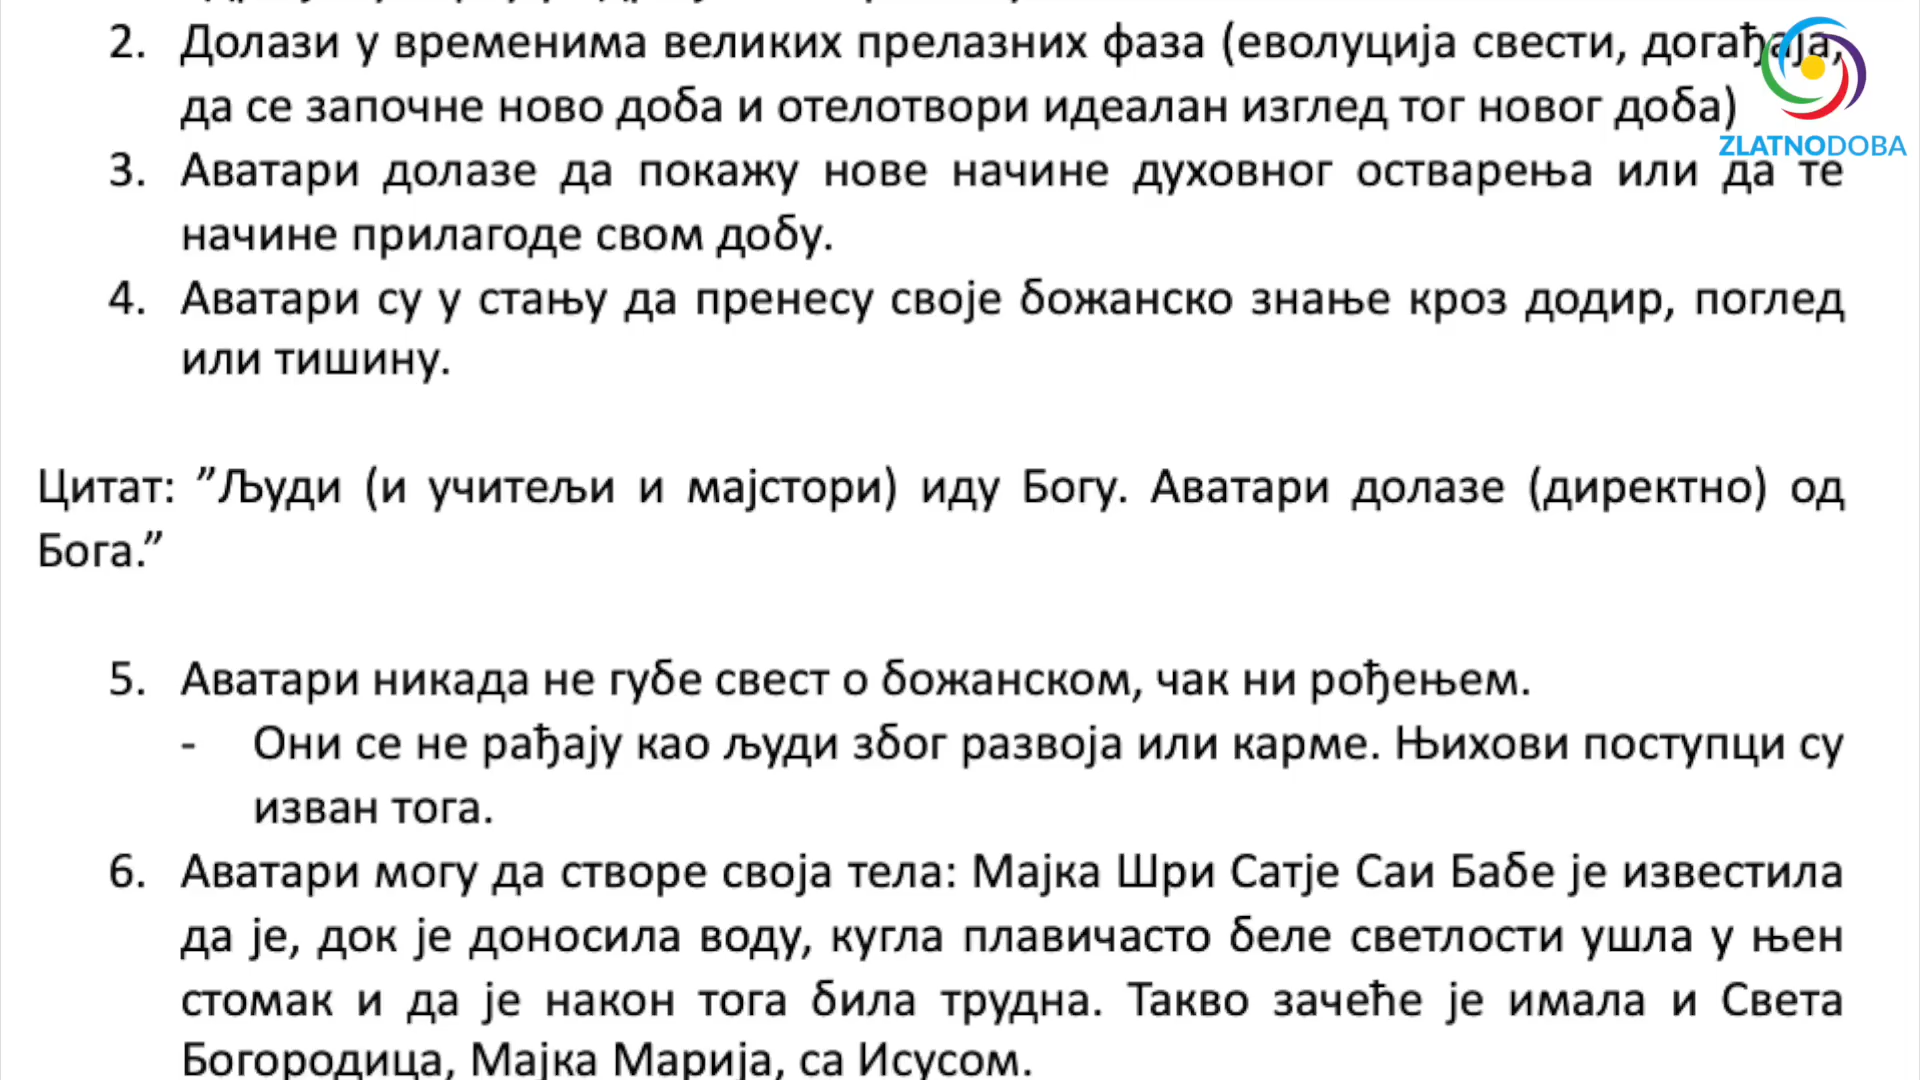 2. Долази у временима великих прелазних фаза (еволуција свести, догађаја,
да се започне ново доба и отелотвори идеалан изглед тог новог доба)
ZLATNODOBA
3. Аватари долазе да покажу нове начине духовног остварења или да те
начине прилагоде свом добу.
4. Аватари су у стању да пренесу своје божанско знање кроз додир, поглед
или тишину.
Цитат: ”Људи (и учитељи и мајстори) иду Богу. Аватари долазе (директно) од
Бога.”
5. Аватари никада не губе свест о божанском, чак ни рођењем.
- Они се не рађају као људи због развоја или карме. Њихови поступци су
изван тога.
6. Аватари могу да створе своја тела: Мајка Шри Сатје Саи Бабе је известила
да је, док је доносила воду, кугла плавичасто беле светлости ушла у њен
стомак и да је након тога била трудна. Такво зачеће је имала и Света
Богородица, Мајка Марија, са Исусом.